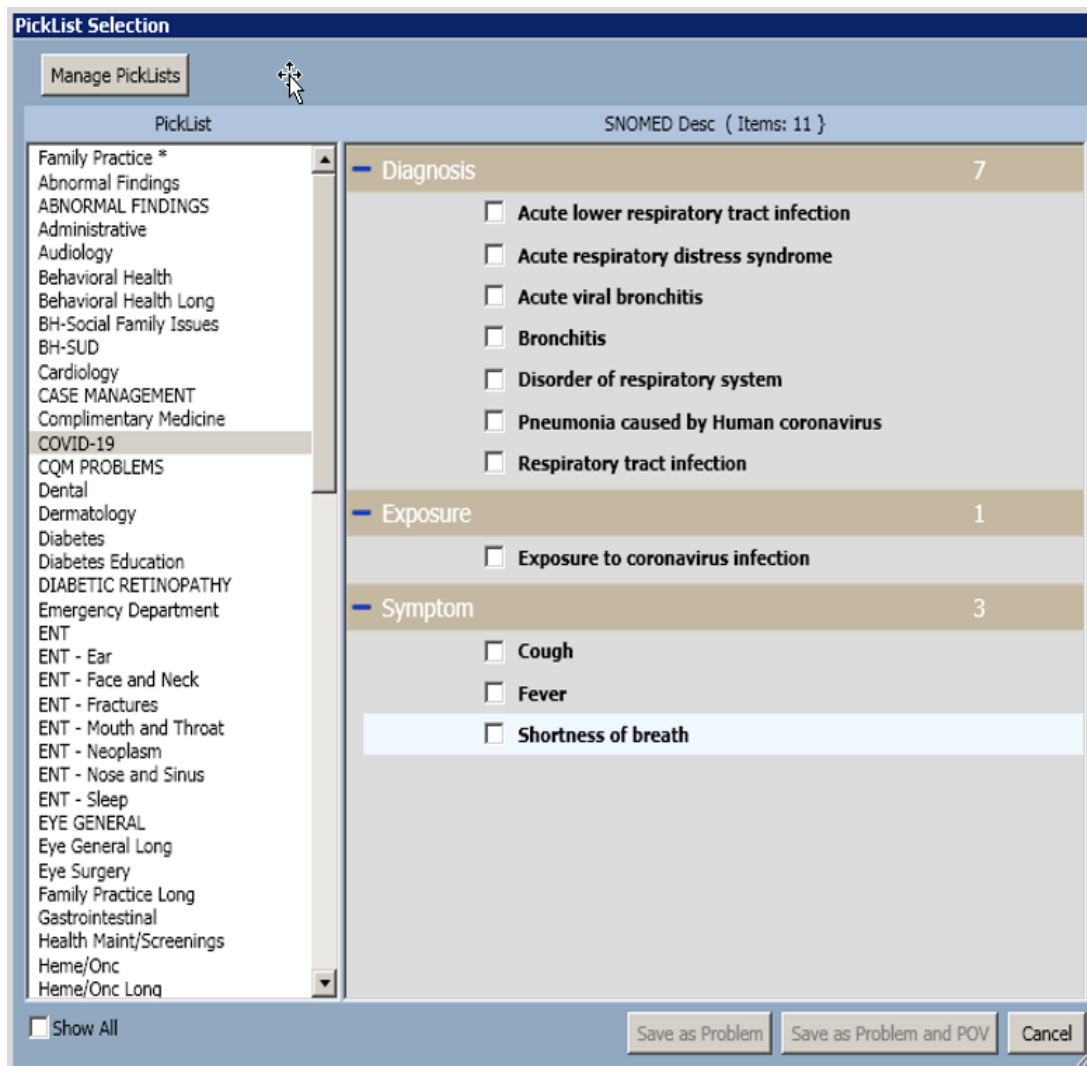 PickList Selection
Manage PickLists
PickList
SNOMED Desc ( Items: 11 }
Family Practice *
Abnormal Findings
ABNORMAL FINDINGS
Administrative
Audiology
Behavioral Health
Behavioral Health Long
BH-Social Family Issues
BH-SUD
Cardiology
CASE MANAGEMENT
Complimentary Medicine
COVID-19
CQM PROBLEMS
Dental
Dermatology
Diabetes
Diabetes Education
DIABETIC RETINOPATHY
Emergency Department
ENT
ENT - Ear
ENT - Face and Neck
ENT - Fractures
ENT - Mouth and Throat
ENT - Neoplasm
ENT - Nose and Sinus
ENT - Sleep
EYE GENERAL
Eye General Long
Eye Surgery
Family Practice Long
Gastrointestinal
Health Maint/Screenings
Heme/Onc
Heme/Onc Long
Diagnosis 7
Acute lower respiratory tract infection
Acute respiratory distress syndrome
Acute viral bronchitis
Bronchitis
Disorder of respiratory system
Pneumonia caused by Human coronavirus
Respiratory tract infection
Exposure 1
Exposure to coronavirus infection
Symptom 3
Cough
Fever
Shortness of breath
Show All
Save as Problem
Save as Problem and POV
Cancel